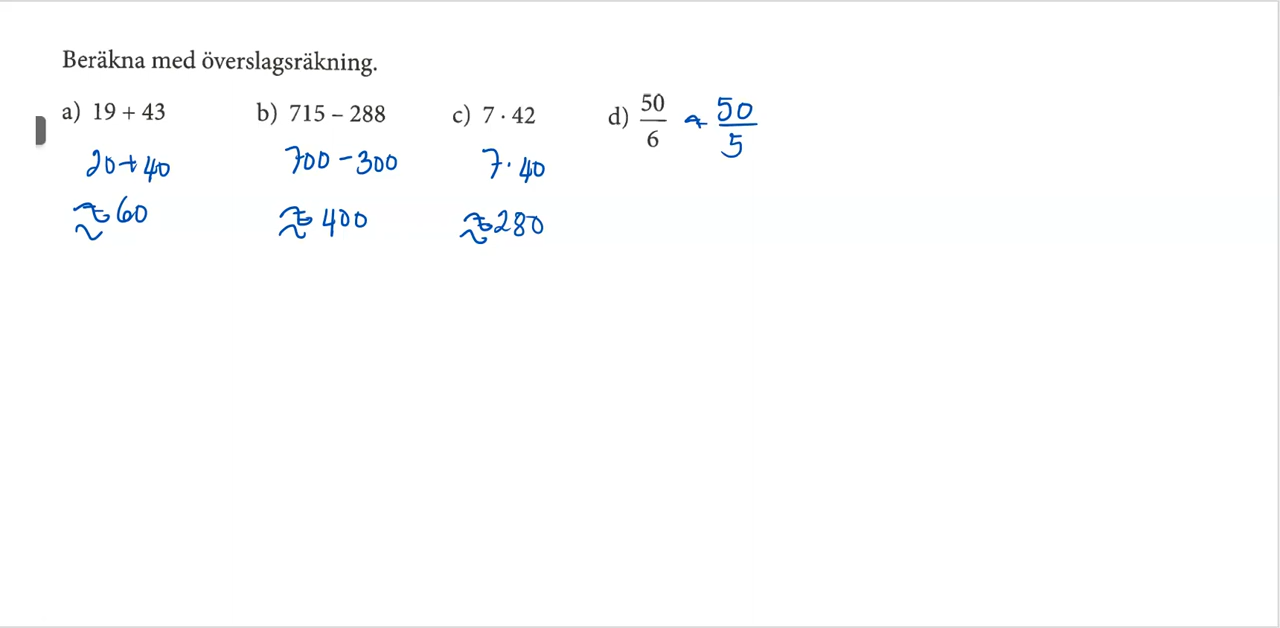 Beräkna med överslagsräkning.
a) 19 + 43 b) 715 – 288 c) 7 · 42 d) 50/6 ≈ 50/5
20+40 700-300 7·40
≈ 60 ≈ 400 ≈ 280